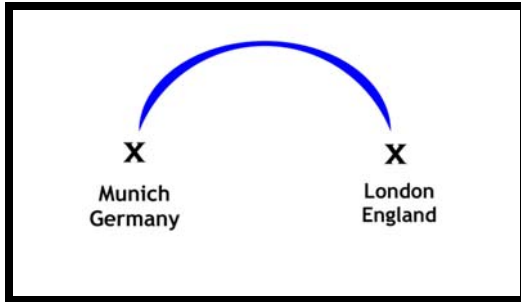 X
Munich
Germany
X
London
England